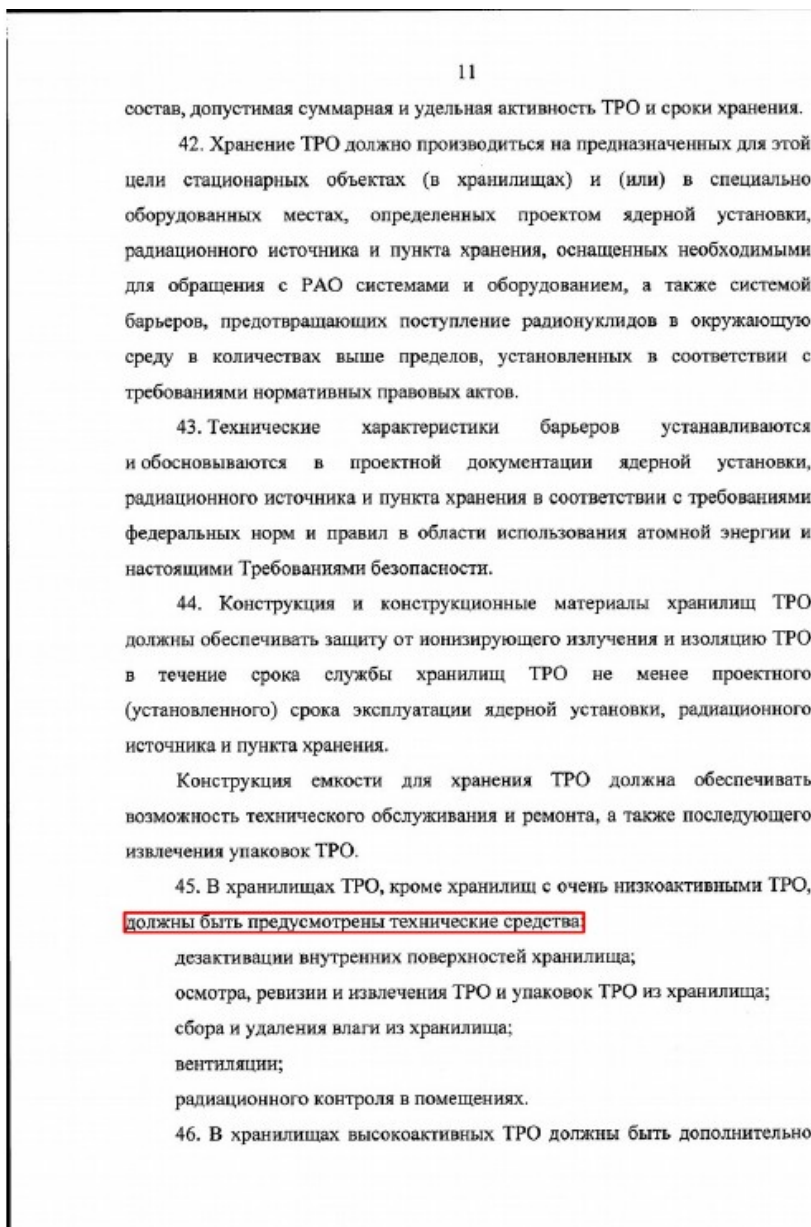 11
состав, допустимая суммарная и удельная активность ТРО и сроки хранения.
42. Хранение ТРО должно производиться на предназначенных для этой
цели стационарных объектах (в хранилищах) и (или) в специально
оборудованных местах, определенных проектом ядерной установки,
радиационного источника и пункта хранения, оснащенных необходимыми
для обращения с РАО системами и оборудованием, а также системой
барьеров, предотвращающих поступление радионуклидов в окружающую
среду в количествах выше пределов, установленных в соответствии с
требованиями нормативных правовых актов.
43. Технические характеристики барьеров устанавливаются
и обосновываются в проектной документации ядерной установки,
радиационного источника и пункта хранения в соответствии с требованиями
федеральных норм и правил в области использования атомной энергии и
настоящими Требованиями безопасности.
44. Конструкция и конструкционные материалы хранилищ ТРО
должны обеспечивать защиту от ионизирующего излучения и изоляцию ТРО
в течение срока службы хранилищ ТРО не менее проектного
(установленного) срока эксплуатации ядерной установки, радиационного
источника и пункта хранения.
Конструкция емкости для хранения ТРО должна обеспечивать
возможность технического обслуживания и ремонта, а также последующего
извлечения упаковок ТРО.
45. В хранилищах ТРО, кроме хранилищ с очень низкоактивными ТРО,
должны быть предусмотрены технические средства:
дезактивации внутренних поверхностей хранилища;
осмотра, ревизии и извлечения ТРО и упаковок ТРО из хранилища;
сбора и удаления влаги из хранилища;
вентиляции;
радиационного контроля в помещениях.
46. В хранилищах высокоактивных ТРО должны быть дополнительно